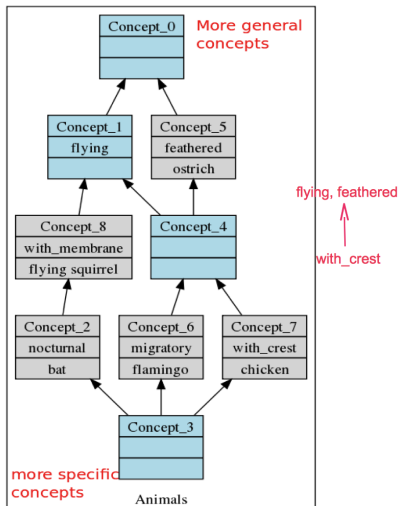 Concept_0
More general
concepts
Concept_1
flying
Concept_5
feathered
ostrich
flying, feathered
with_crest
Concept_8
with_membrane
flying squirrel
Concept_4
Concept_2
nocturnal
bat
Concept_6
migratory
flamingo
Concept_7
with_crest
chicken
Concept_3
more specific
concepts
Animals